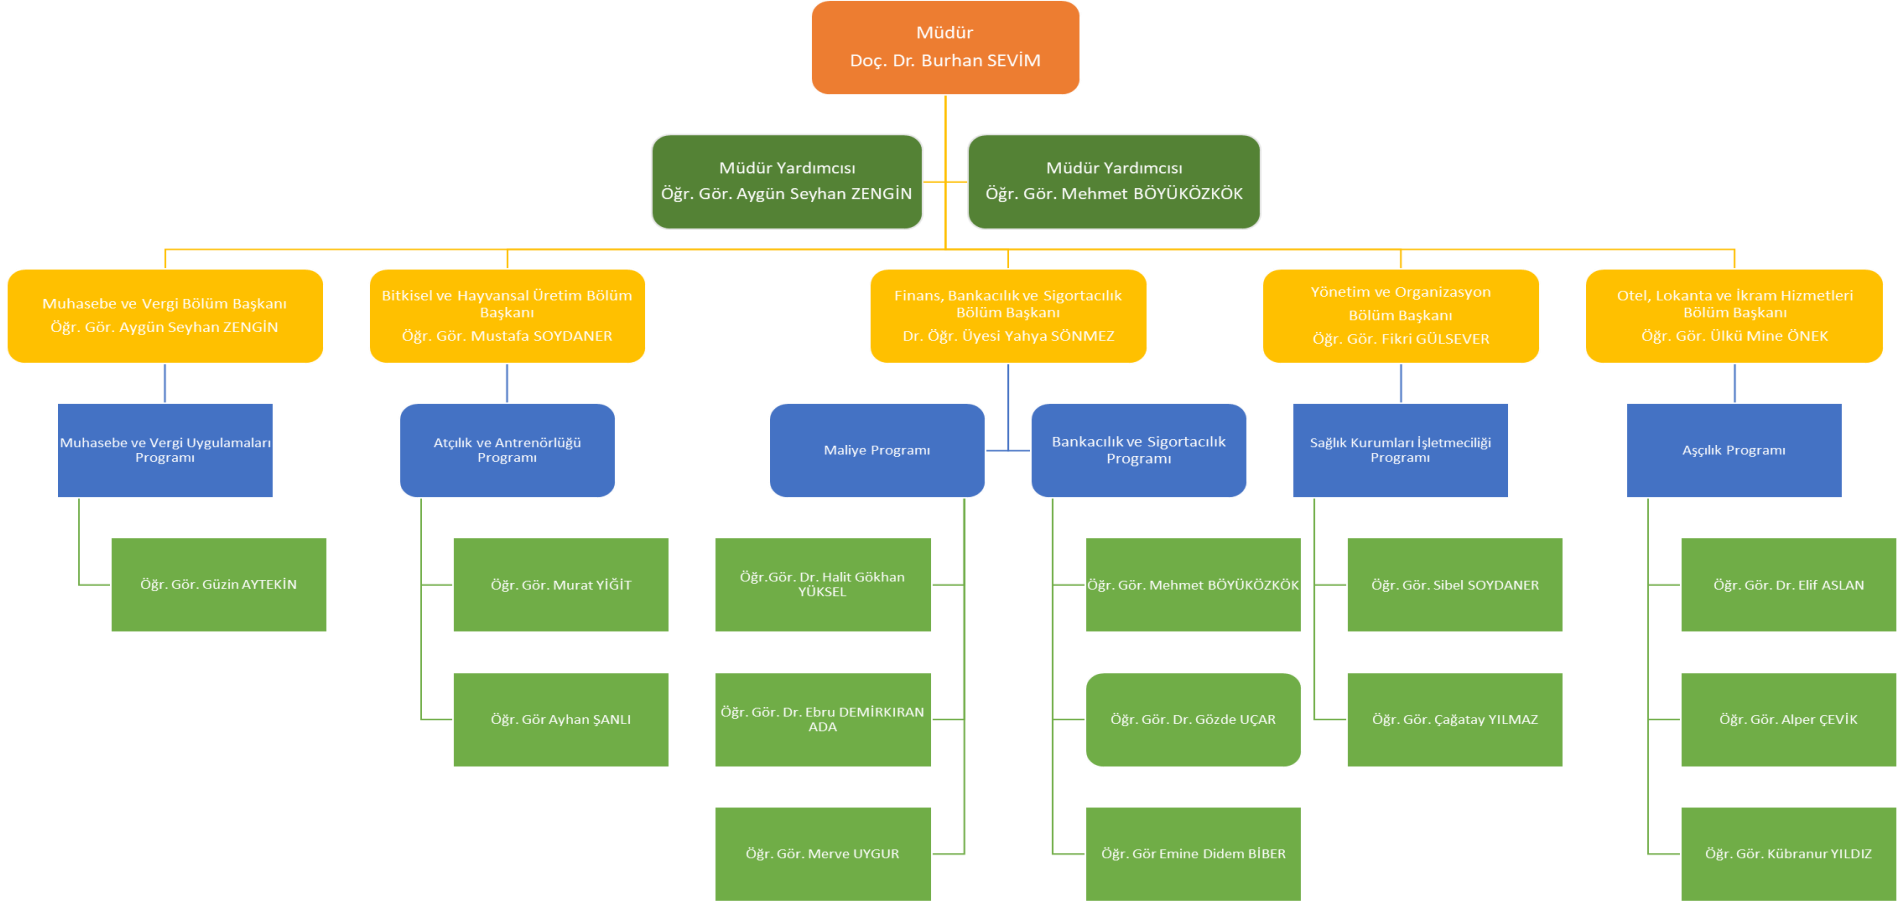 Müdür
Doç. Dr. Burhan SEVİM
Müdür Yardımcısı
Öğr. Gör. Aygün Seyhan ZENGİN
Müdür Yardımcısı
Öğr. Gör. Mehmet BÖYÜKÖZKÖK
Muhasebe ve Vergi Bölüm Başkanı
Öğr. Gör. Aygün Seyhan ZENGİN
Bitkisel ve Hayvansal Üretim Bölüm
Başkanı
Öğr. Gör. Mustafa SOYDANER
Finans, Bankacılık ve Sigortacılık
Bölüm Başkanı
Dr. Öğr. Üyesi Yahya SÖNMEZ
Yönetim ve Organizasyon
Bölüm Başkanı
Öğr. Gör. Fikri GÜLSEVER
Otel, Lokanta ve İkram Hizmetleri
Bölüm Başkanı
Öğr. Gör. Ülkü Mine ÖNEK
Muhasebe ve Vergi Uygulamaları
Programı
Atçılık ve Antrenörlüğü
Programı
Maliye Programı
Bankacılık ve Sigortacılık
Programı
Sağlık Kurumları İşletmeciliği
Programı
Aşçılık Programı
Öğr. Gör. Güzin AYTEKİN
Öğr. Gör. Murat YİĞİT
Öğr.Gör. Dr. Halit Gökhan
YÜKSEL
Öğr. Gör. Mehmet BÖYÜKÖZKÖK
Öğr. Gör. Sibel SOYDANER
Öğr. Gör. Dr. Elif ASLAN
Öğr. Gör Ayhan ŞANLI
Öğr. Gör. Dr. Ebru DEMİRKIRAN
ADA
Öğr. Gör. Dr. Gözde UÇAR
Öğr. Gör. Çağatay YILMAZ
Öğr. Gör. Alper ÇEVİK
Öğr. Gör. Merve UYGUR
Öğr. Gör Emine Didem BİBER
Öğr. Gör. Kübranur YILDIZ